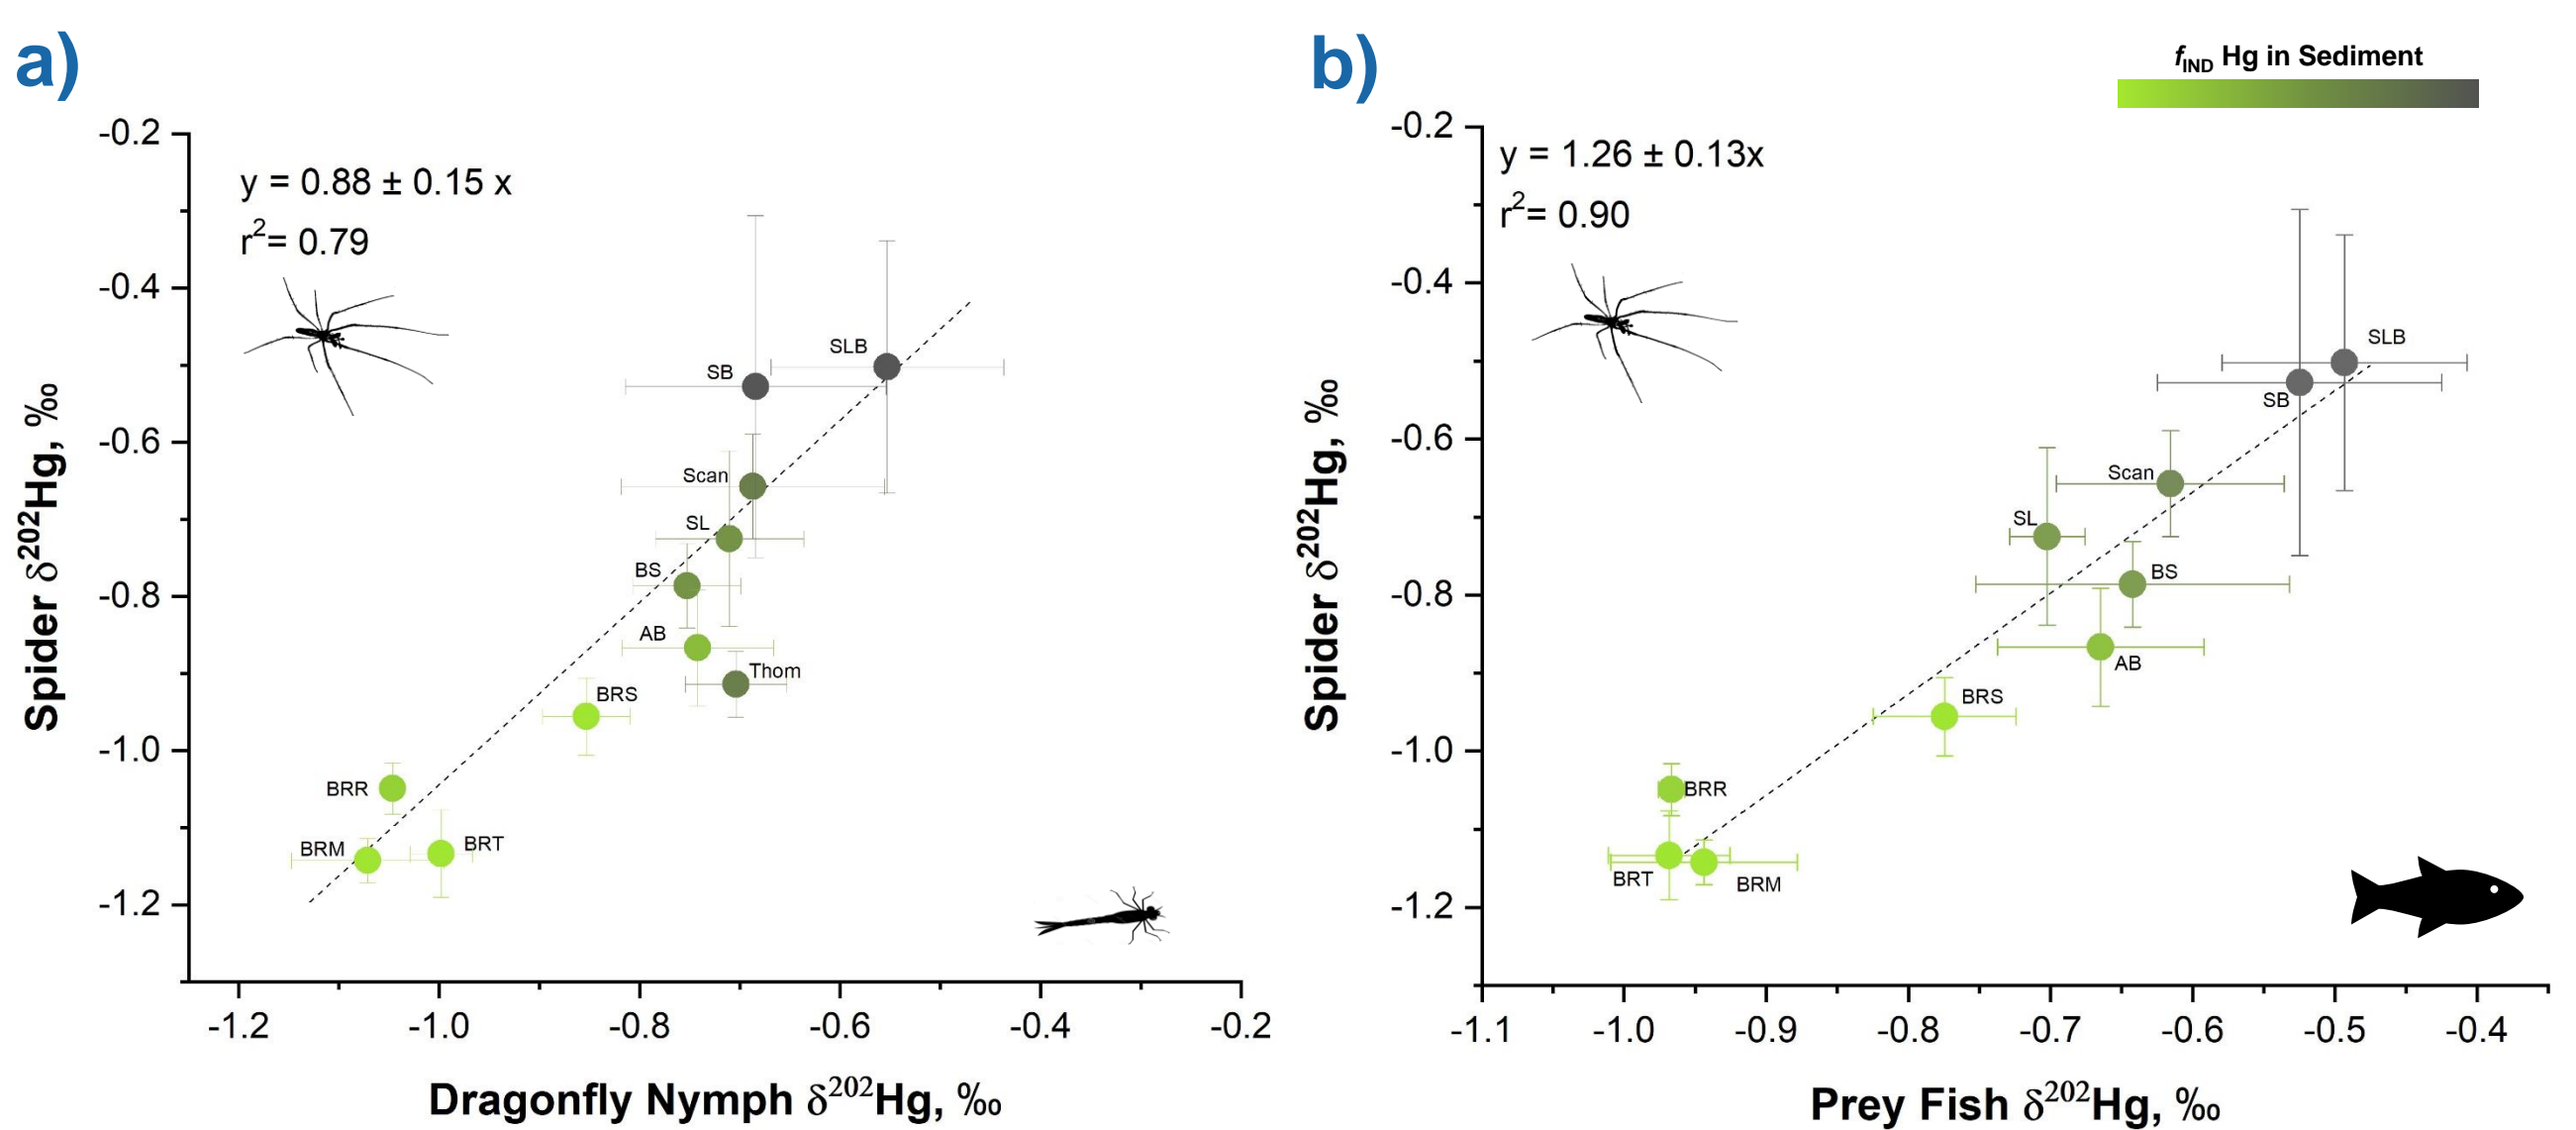 a)
y = 0.88 ± 0.15 x
r²= 0.79
-0.2
-0.4
-0.6
-0.8
-1.0
-1.2
Spider δ²⁰²Hg, ‰
SB
SLB
Scan
SL
BS
AB
Thom
BRS
BRR
BRM
BRT
-1.2
-1.0
-0.8
-0.6
-0.4
-0.2
Dragonfly Nymph δ²⁰²Hg, ‰
b)
fIND Hg in Sediment
y = 1.26 ± 0.13x
r²= 0.90
-0.2
-0.4
-0.6
-0.8
-1.0
-1.2
Spider δ²⁰²Hg, ‰
SLB
SB
Scan
SL
BS
AB
BRS
BRR
BRT
BRM
-1.1
-1.0
-0.9
-0.8
-0.7
-0.6
-0.5
-0.4
Prey Fish δ²⁰²Hg, ‰